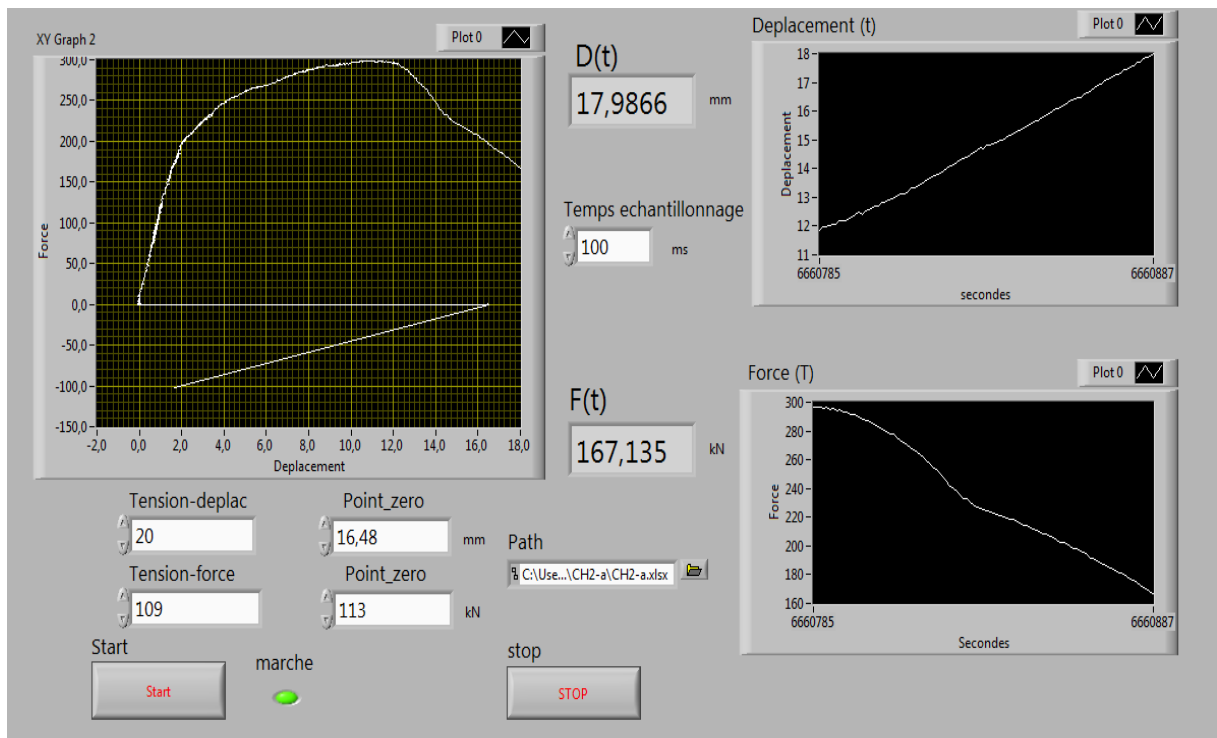 XY Graph 2
Plot 0
300,0
250,0
200,0
150,0
100,0
50,0
0,0
-50,0
-100,0
-150,0
Force
-2,0 0,0 2,0 4,0 6,0 8,0 10,0 12,0 14,0 16,0 18,0
Deplacement
D(t)
17,9866 mm
Temps echantillonnage
100 ms
F(t)
167,135 kN
Deplacement (t)
Plot 0
18
17
16
15
14
13
12
11
Deplacement
6660785 6660887
secondes
Force (T)
Plot 0
300
280
260
240
220
200
180
160
Force
6660785 6660887
Secondes
Tension-deplac Point_zero
20 16,48 mm
Tension-force Point_zero
109 113 kN
Path
C:\Use...\CH2-a\CH2-a.xlsx
Start
Start
marche
stop
STOP